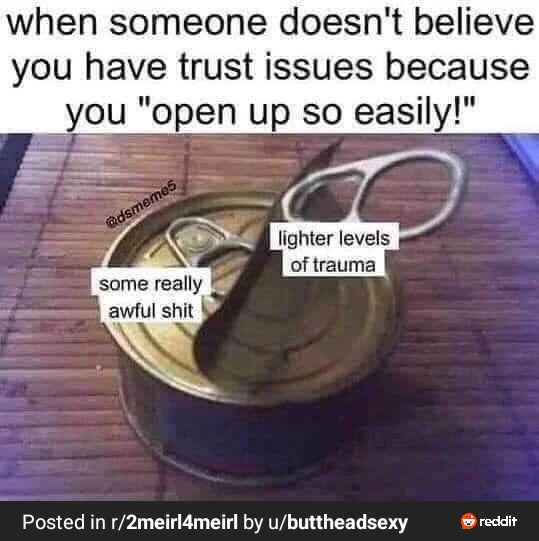 when someone doesn't believe
you have trust issues because
you "open up so easily!"
@dsmeme5
lighter levels
of trauma
some really
awful shit
Posted in r/2meirl4meirl by u/buttheadsexy
reddit